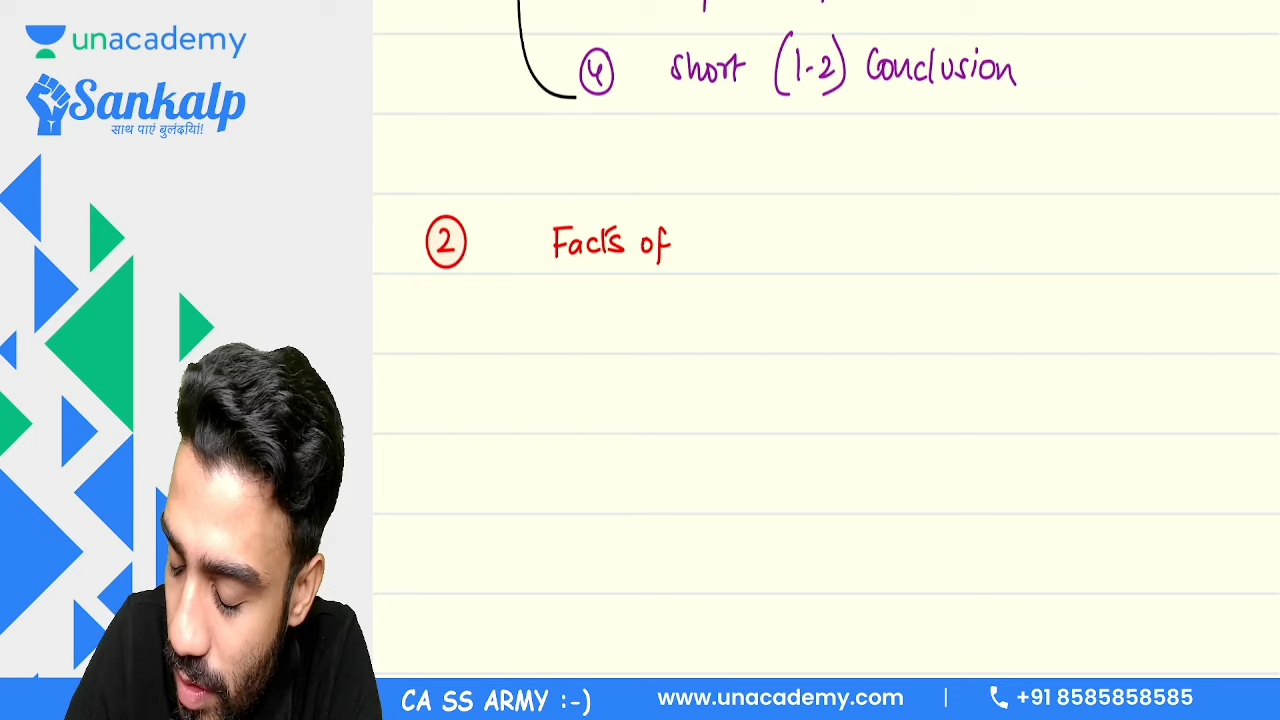 unacademy
Sankalp
साथ पाएं बुलंदियां!
4 short (1-2) Conclusion
2 Facts of
CA SS ARMY :-)
www.unacademy.com | +91 8585858585